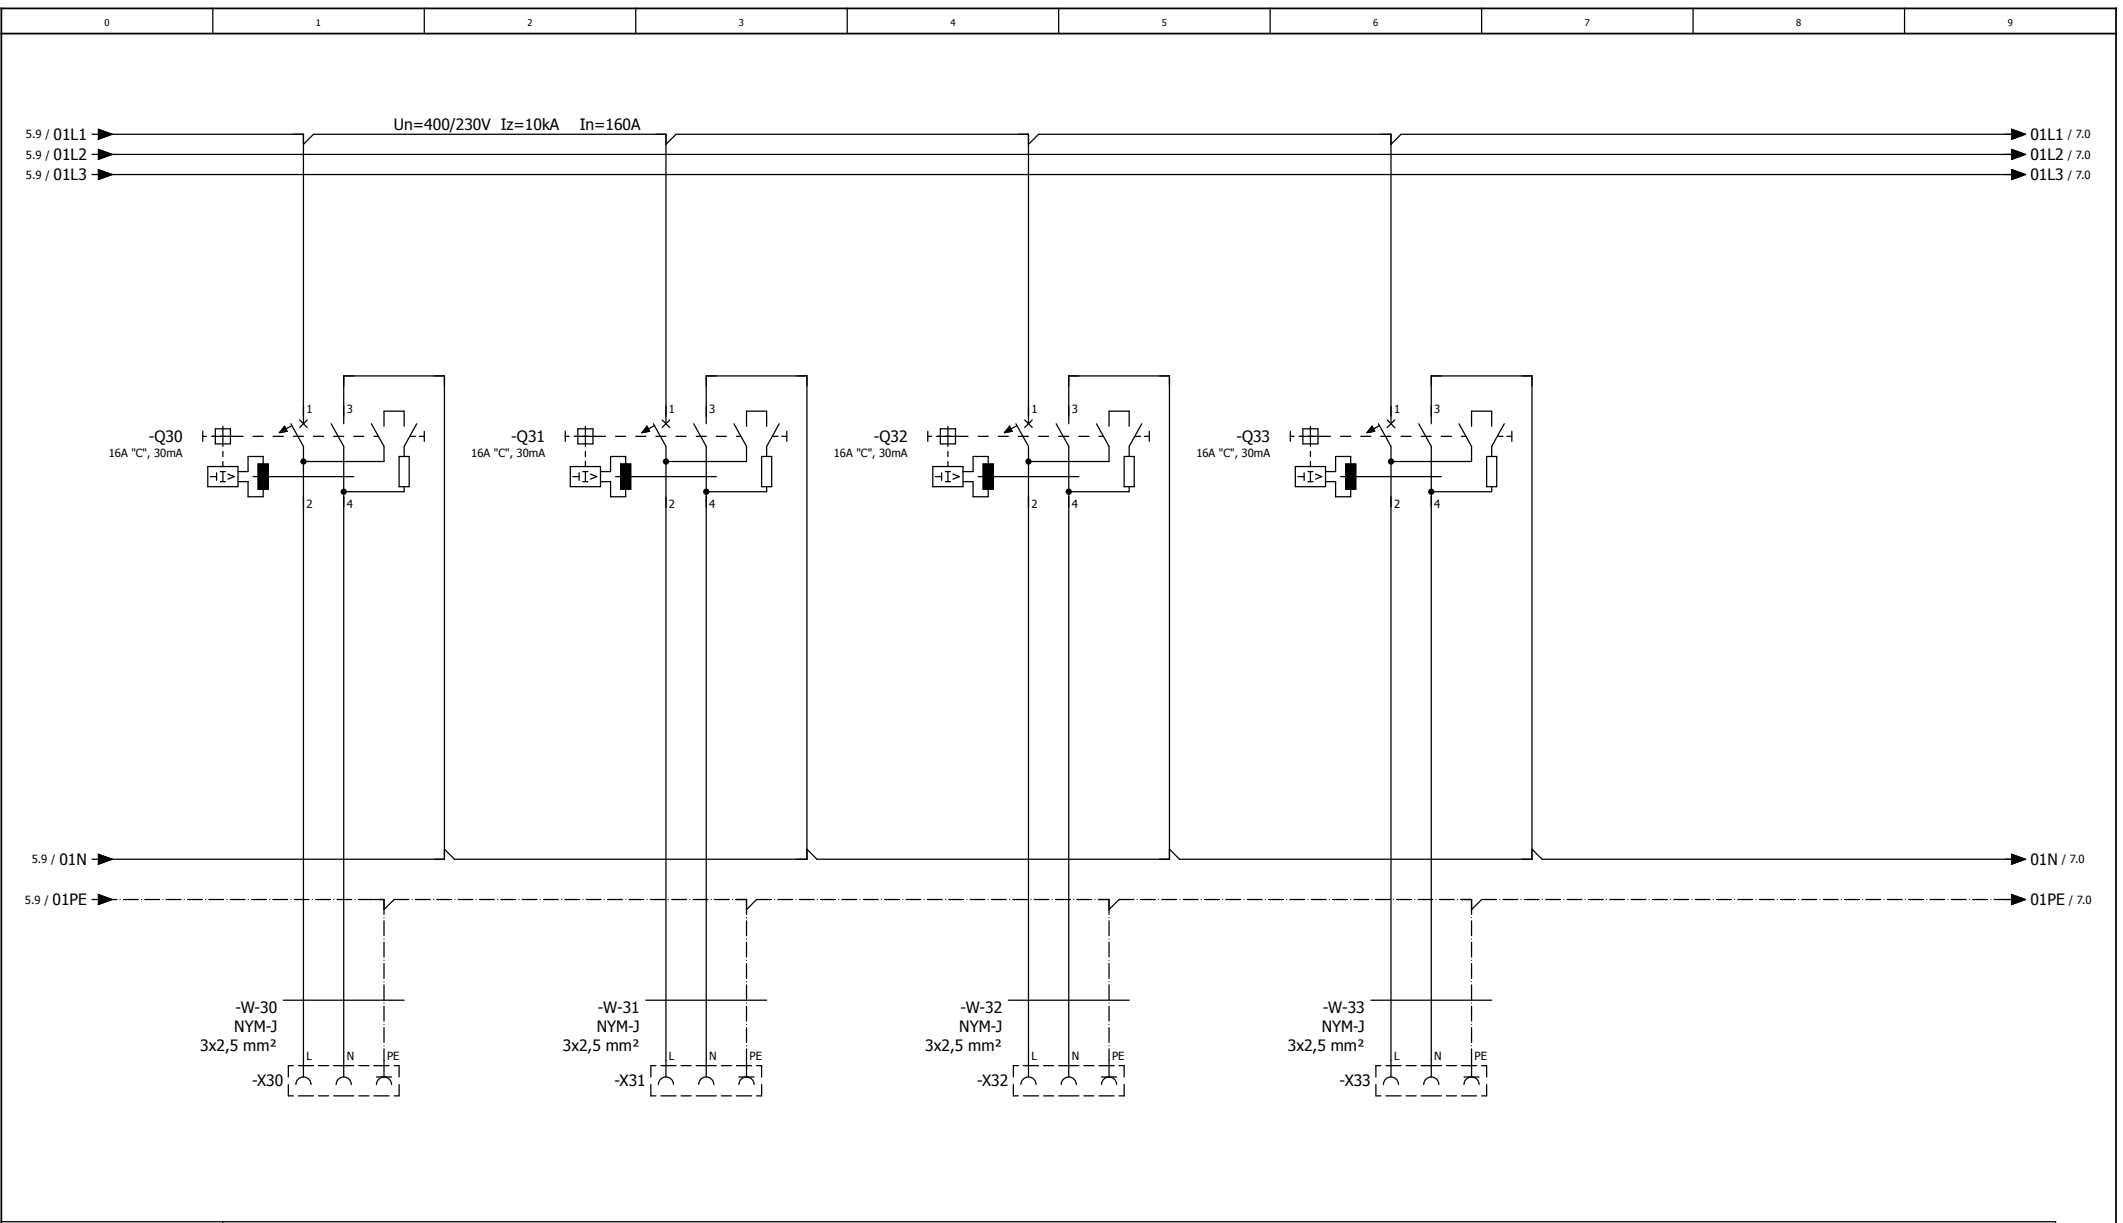 0 1 2 3 4 5 6 7 8 9
Un=400/230V Iz=10kA In=160A
5.9 / 01L1 01L1 / 7.0
5.9 / 01L2 01L2 / 7.0
5.9 / 01L3 01L3 / 7.0
1 3 1 3 1 3 1 3
-Q30 -Q31 -Q32 -Q33
16A "C", 30mA 16A "C", 30mA 16A "C", 30mA 16A "C", 30mA
I> I> I> I>
2 4 2 4 2 4 2 4
5.9 / 01N 01N / 7.0
5.9 / 01PE 01PE / 7.0
-W-30 -W-31 -W-32 -W-33
NYM-J NYM-J NYM-J NYM-J
3x2,5 mm² 3x2,5 mm² 3x2,5 mm² 3x2,5 mm²
L N PE L N PE L N PE L N PE
-X30 -X31 -X32 -X33